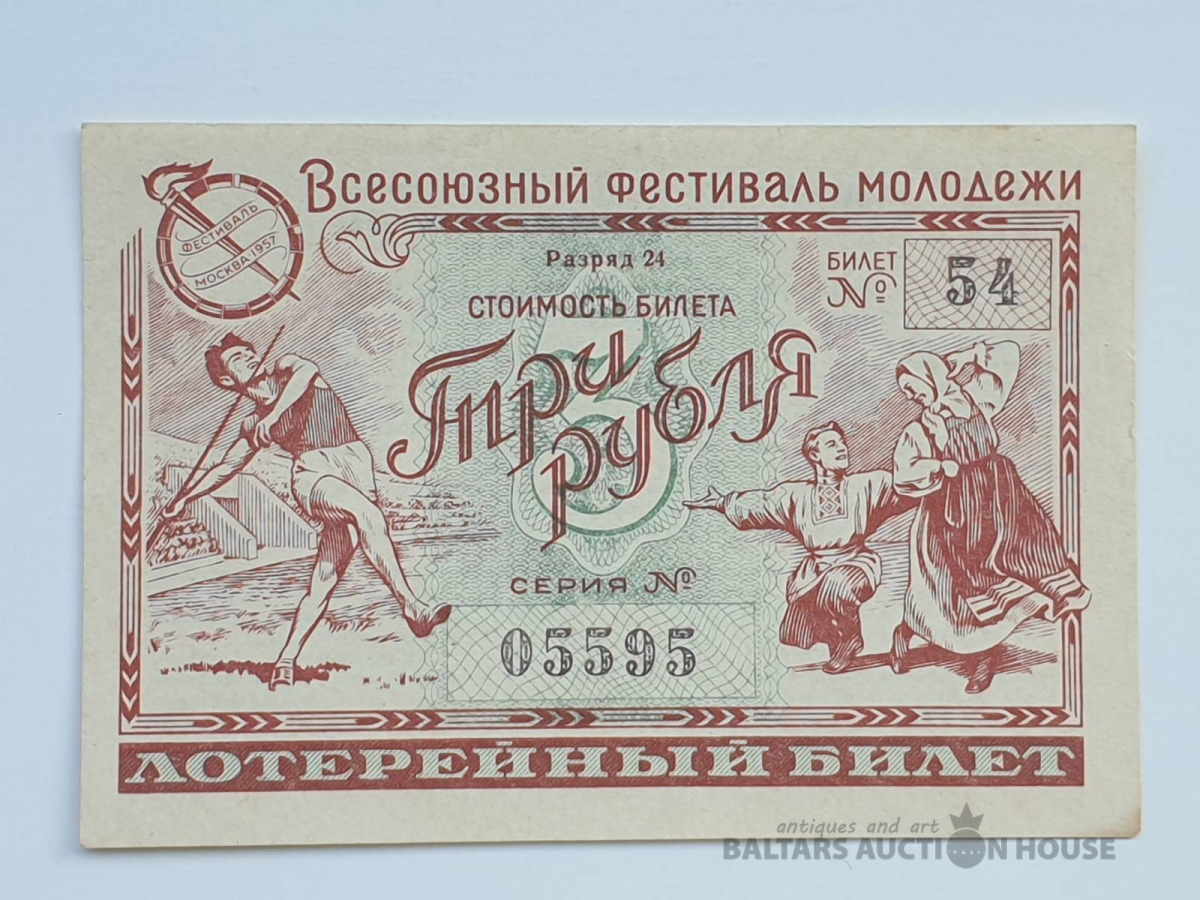 Всесоюзный фестиваль молодежи
ФЕСТИВАЛЬ
МОСКВА 1957
Разряд 24
СТОИМОСТЬ БИЛЕТА
3
Три рубля
БИЛЕТ
№ 54
СЕРИЯ №
05595
ЛОТЕРЕЙНЫЙ БИЛЕТ
antiques and art
BALTARS AUCTION HOUSE